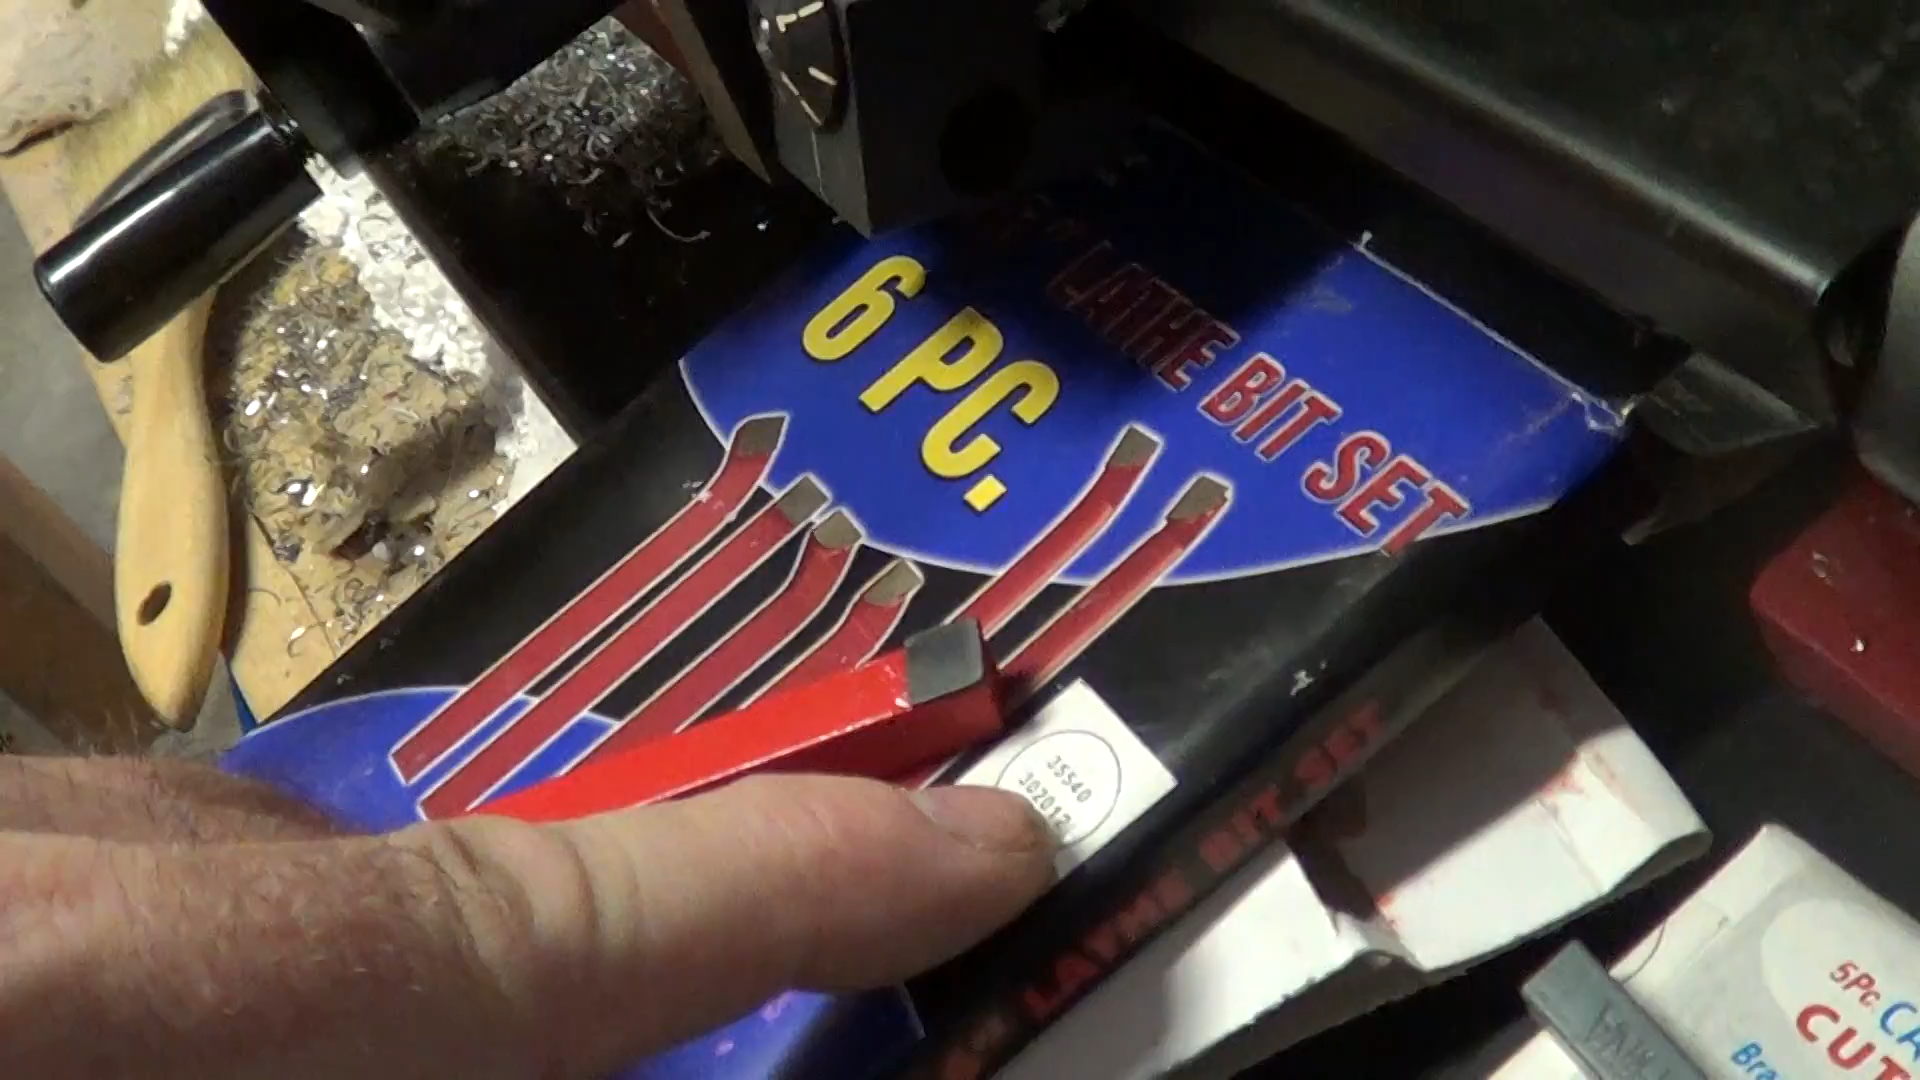 6 PC.
LATHE BIT SET
35540
302012
LATHE BIT SET
5PC. CA
CUT
Bra